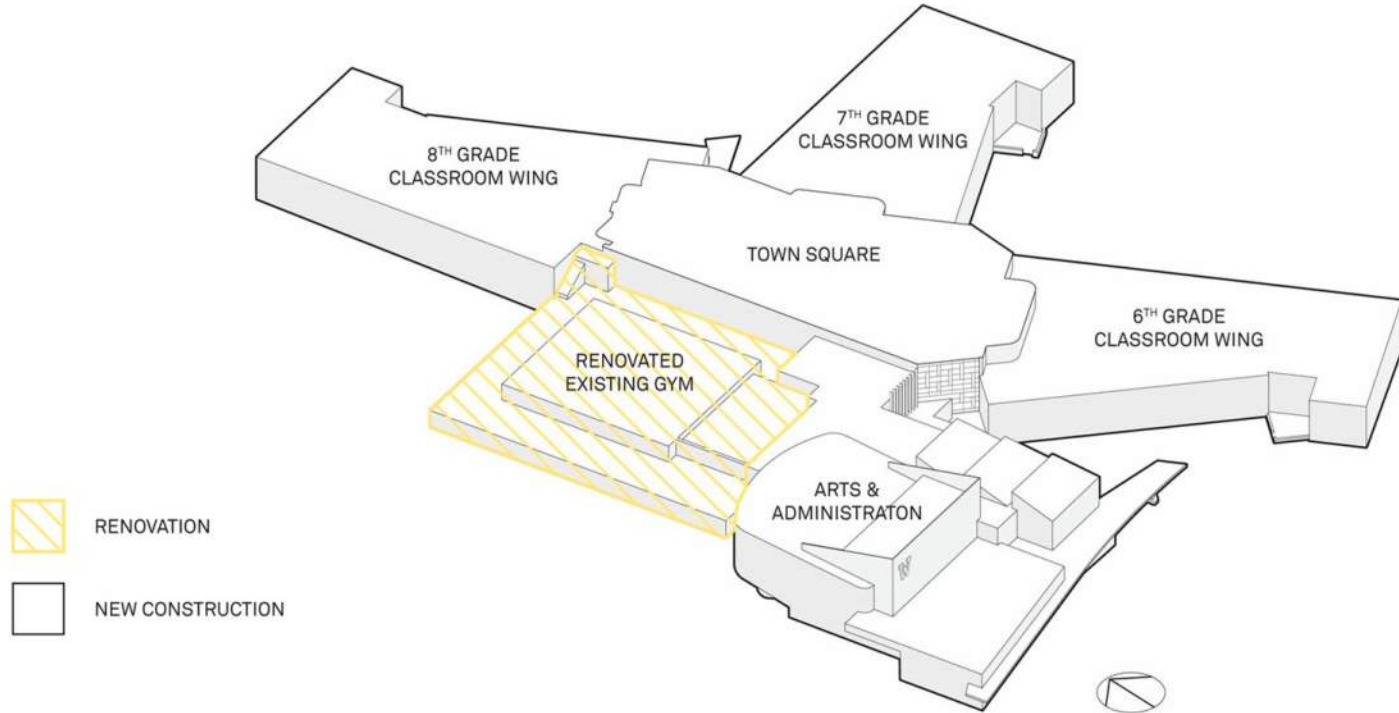 7TH GRADE
CLASSROOM WING
8TH GRADE
CLASSROOM WING
TOWN SQUARE
6TH GRADE
CLASSROOM WING
RENOVATED
EXISTING GYM
ARTS &
ADMINISTRATON
W
RENOVATION
NEW CONSTRUCTION